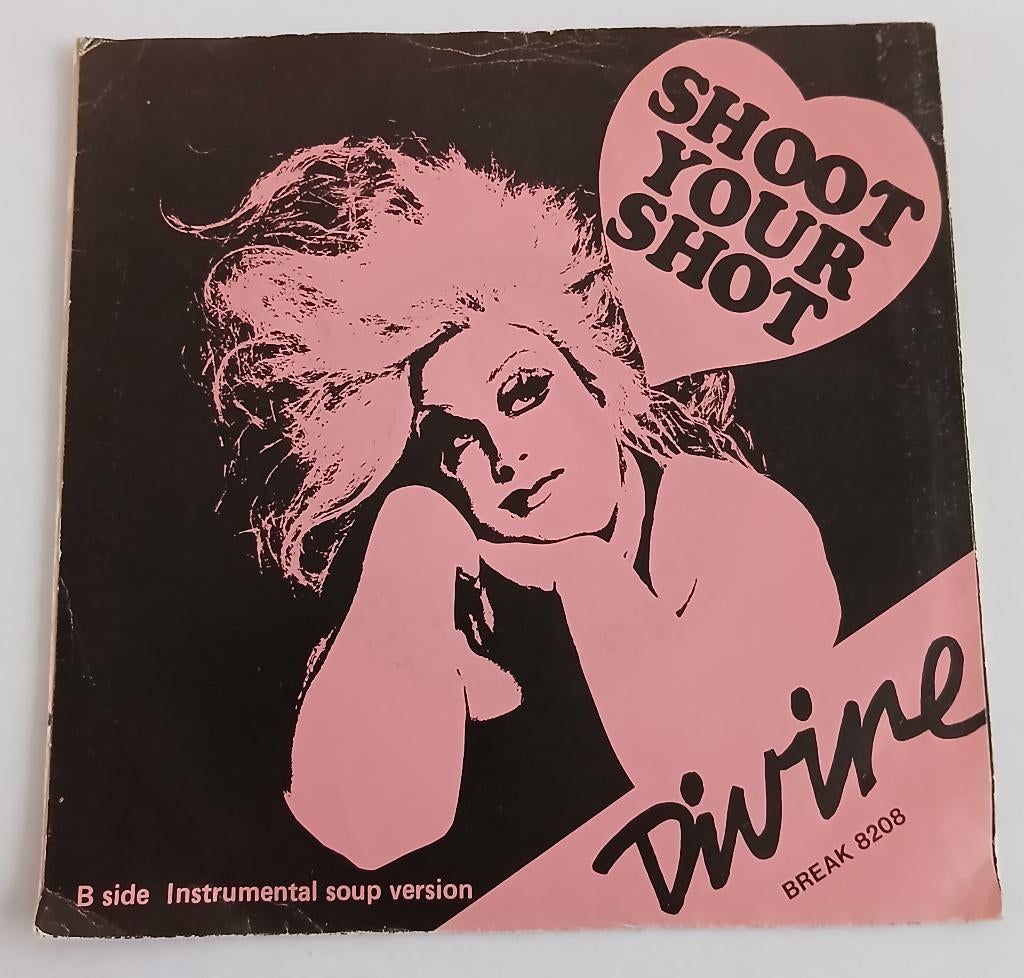 SHOOT
YOUR
SHOT
Divine
BREAK 8208
B side Instrumental soup version